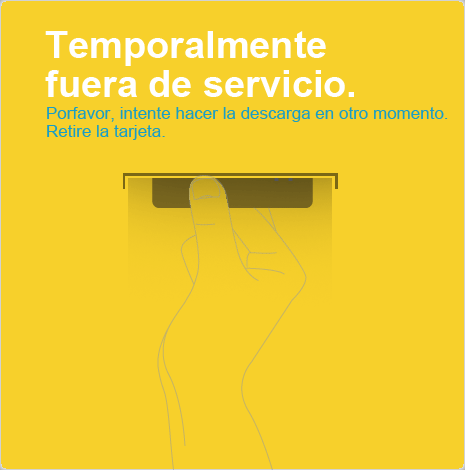 Temporalmente
fuera de servicio.
Porfavor, intente hacer la descarga en otro momento.
Retire la tarjeta.